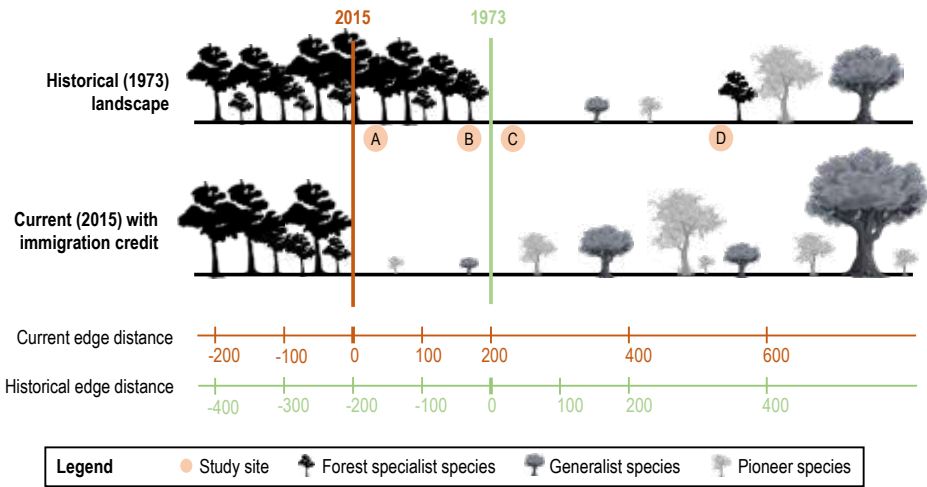 2015
1973
Historical (1973)
landscape
A
B
C
D
Current (2015) with
immigration credit
Current edge distance
-200
-100
0
100
200
400
600
Historical edge distance
-400
-300
-200
-100
0
100
200
400
Legend
Study site
Forest specialist species
Generalist species
Pioneer species